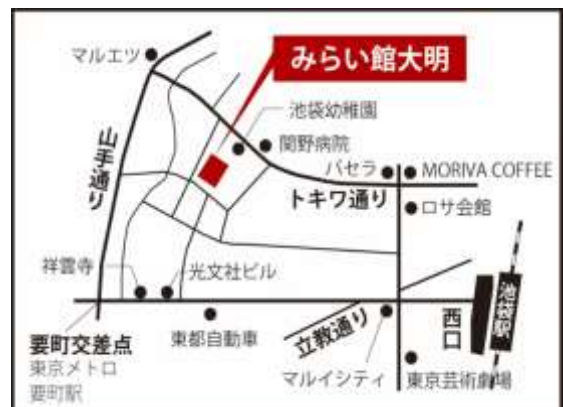 マルエツ
みらい館大明
池袋幼稚園
関野病院
山手通り
パセラ
MORIVA COFFEE
トキワ通り
ロサ会館
祥雲寺
光文社ビル
池袋駅
西口
要町交差点
東京メトロ
要町駅
東都自動車
立教通り
マルイシティ
東京芸術劇場